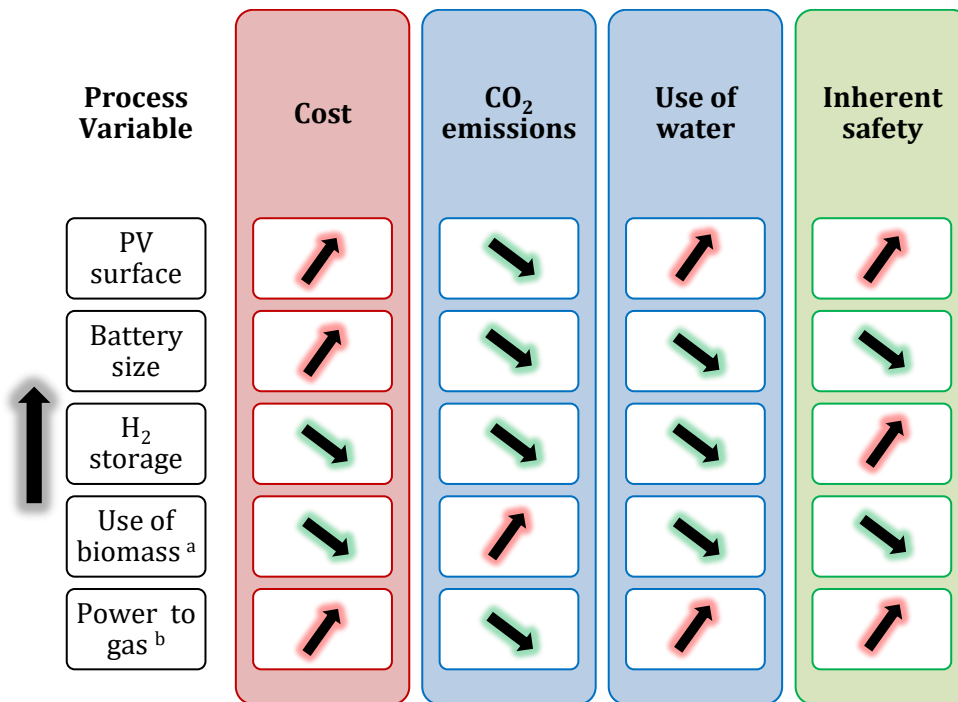 Process
Variable
Cost
CO₂
emissions
Use of
water
Inherent
safety
PV
surface
Battery
size
H₂
storage
Use of
biomass ᵃ
Power to
gas ᵇ